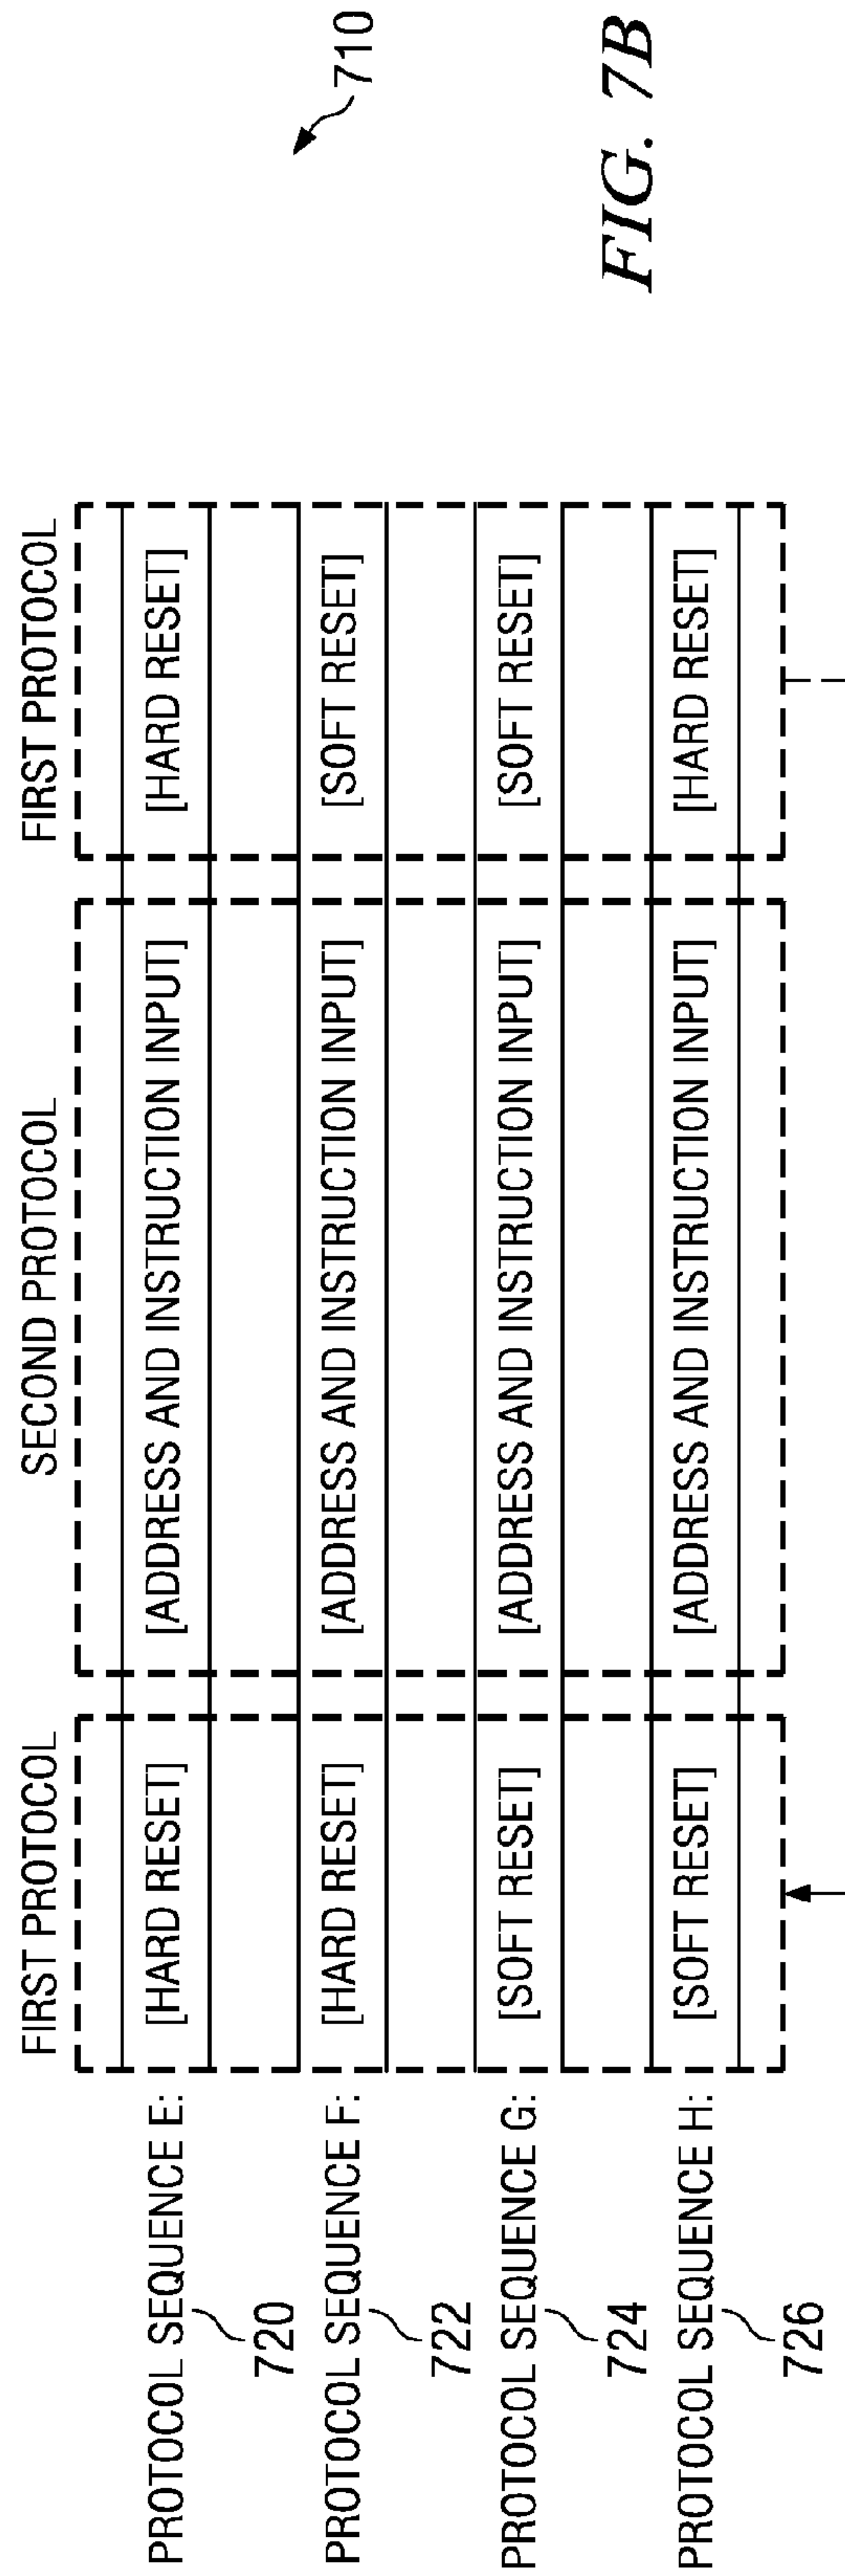 FIRST PROTOCOL SECOND PROTOCOL FIRST PROTOCOL
PROTOCOL SEQUENCE E: [HARD RESET] [ADDRESS AND INSTRUCTION INPUT] [HARD RESET]
720
PROTOCOL SEQUENCE F: [HARD RESET] [ADDRESS AND INSTRUCTION INPUT] [SOFT RESET]
722
PROTOCOL SEQUENCE G: [SOFT RESET] [ADDRESS AND INSTRUCTION INPUT] [SOFT RESET]
724
PROTOCOL SEQUENCE H: [SOFT RESET] [ADDRESS AND INSTRUCTION INPUT] [HARD RESET]
726
710
FIG. 7B